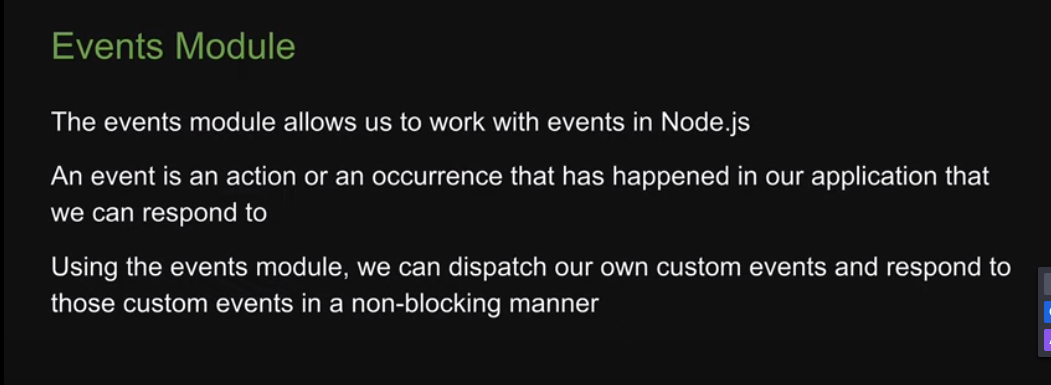 Events Module
The events module allows us to work with events in Node.js
An event is an action or an occurrence that has happened in our application that
we can respond to
Using the events module, we can dispatch our own custom events and respond to
those custom events in a non-blocking manner